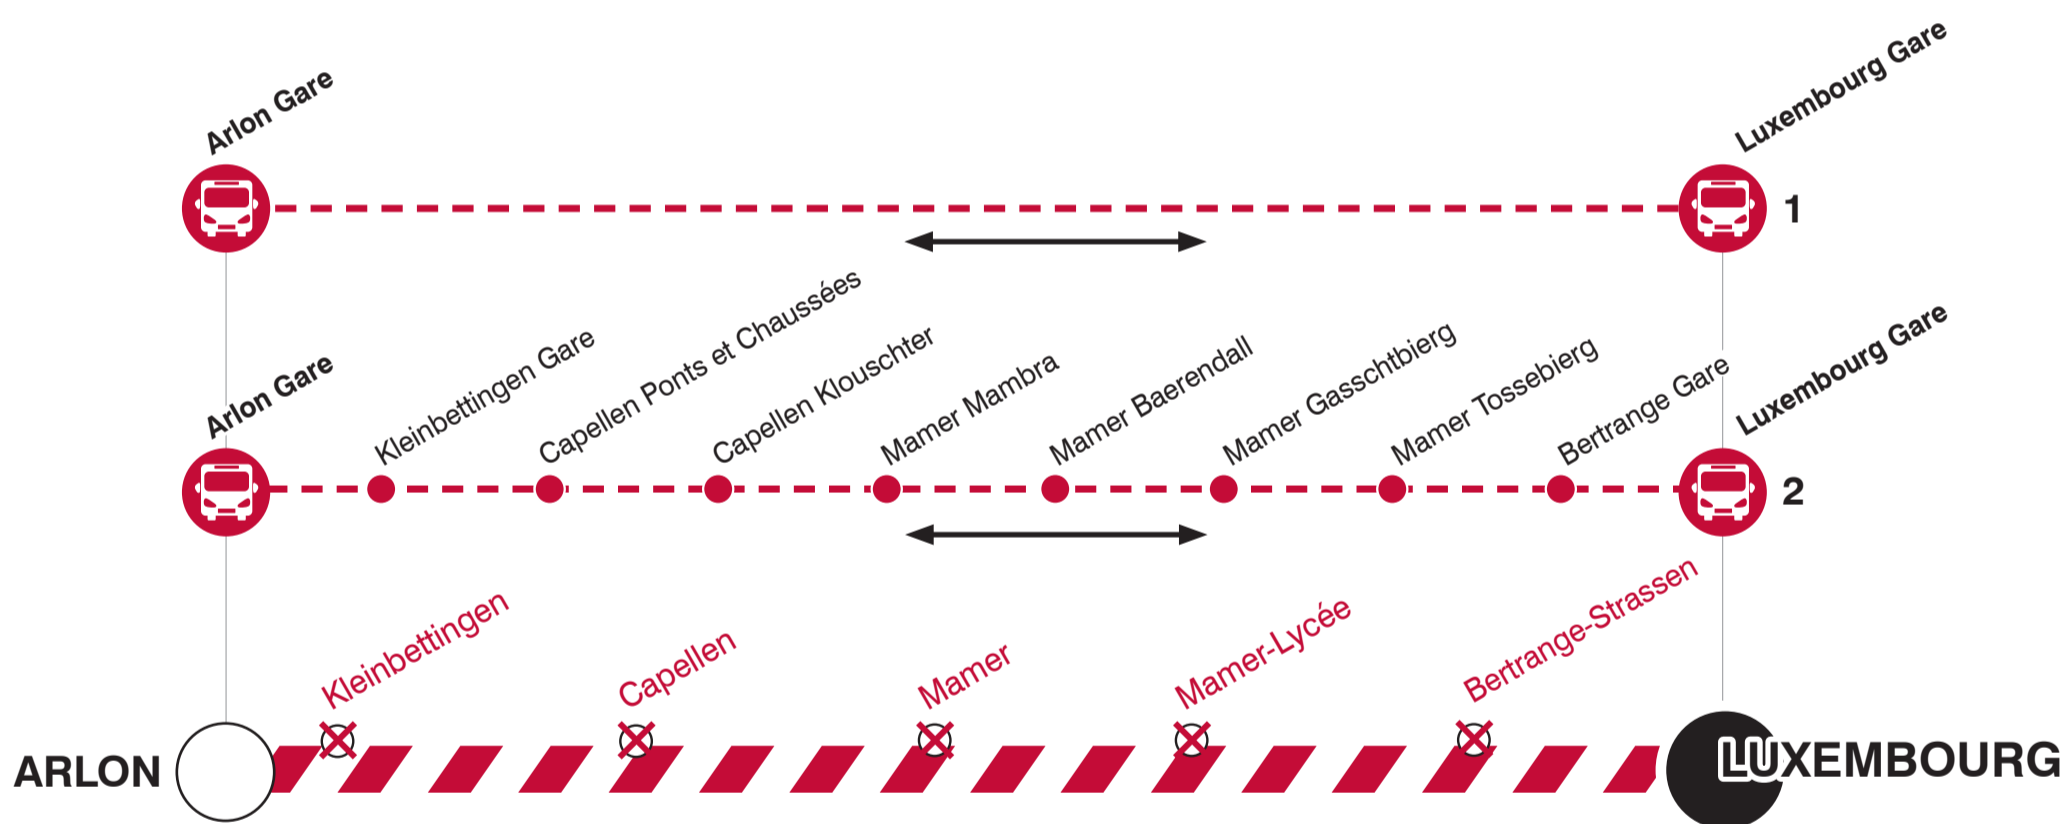 Arlon Gare
Luxembourg Gare
1
Arlon Gare
Kleinbettingen Gare
Capellen Ponts et Chaussées
Capellen Klouschter
Mamer Mambra
Mamer Baerendall
Mamer Gasschtbierg
Mamer Tossebierg
Bertrange Gare
Luxembourg Gare
2
Kleinbettingen
Capellen
Mamer
Mamer-Lycée
Bertrange-Strassen
ARLON
LUXEMBOURG